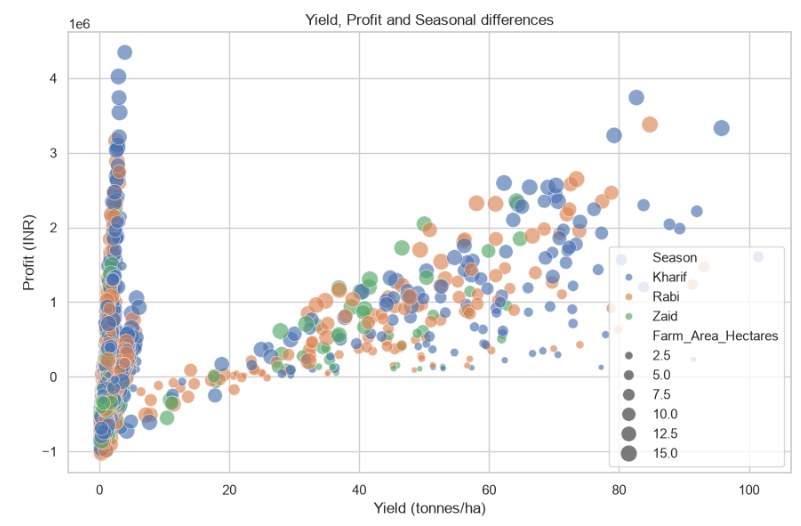 Yield, Profit and Seasonal differences
1e6
4
3
2
1
0
−1
Profit (INR)
0 20 40 60 80 100
Yield (tonnes/ha)
Season
Kharif
Rabi
Zaid
Farm_Area_Hectares
2.5
5.0
7.5
10.0
12.5
15.0